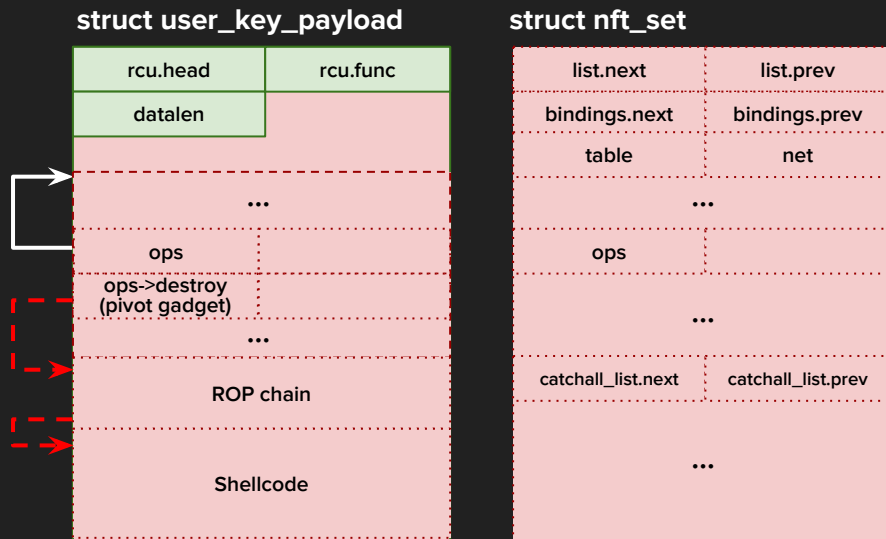 struct user_key_payload
rcu.head
rcu.func
datalen
...
ops
ops->destroy
(pivot gadget)
...
ROP chain
Shellcode
struct nft_set
list.next
list.prev
bindings.next
bindings.prev
table
net
...
ops
...
catchall_list.next
catchall_list.prev
...